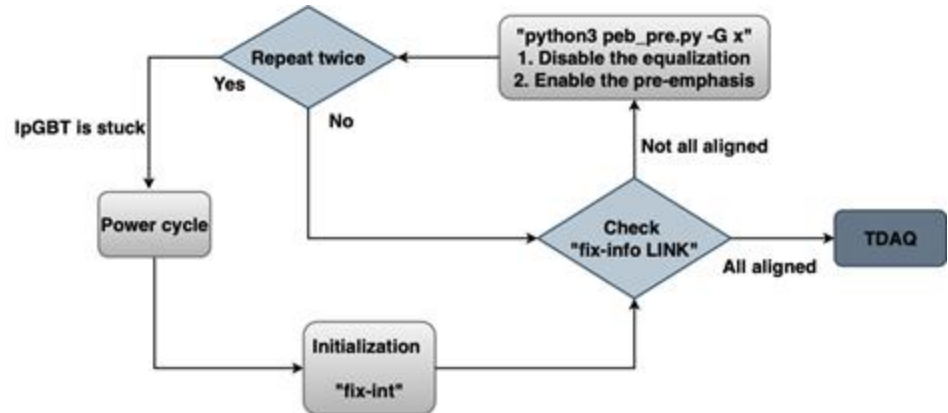 "python3 peb_pre.py -G x"
1. Disable the equalization
2. Enable the pre-emphasis
Repeat twice
Yes
No
lpGBT is stuck
Not all aligned
Power cycle
Check
"fix-info LINK"
TDAQ
All aligned
Initialization
"fix-int"